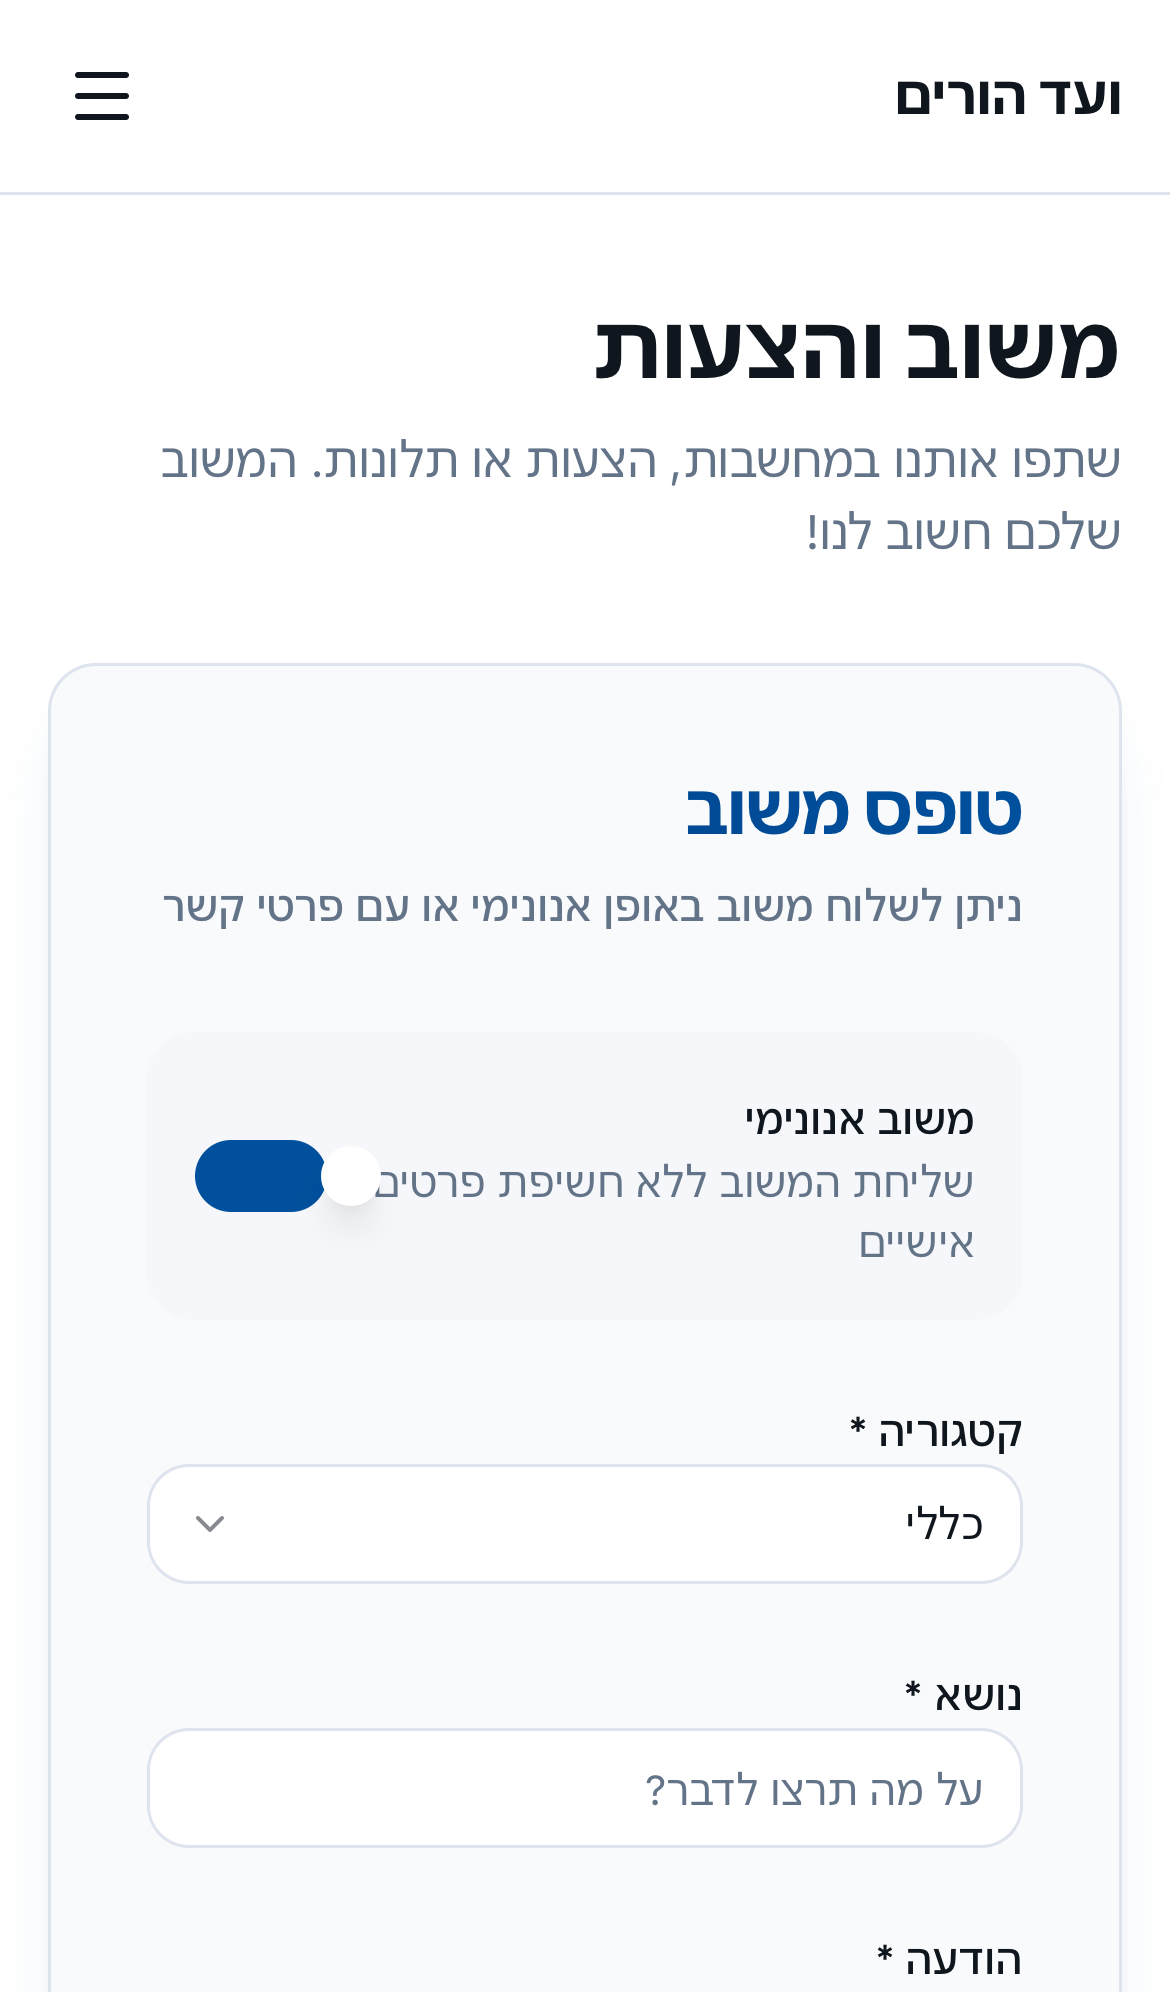 ועד הורים
משוב והצעות
שתפו אותנו במחשבות, הצעות או תלונות. המשוב
שלכם חשוב לנו!
טופס משוב
ניתן לשלוח משוב באופן אנונימי או עם פרטי קשר
משוב אנונימי
שליחת המשוב ללא חשיפת פרטים
אישיים
קטגוריה *
כללי
נושא *
על מה תרצו לדבר?
הודעה *